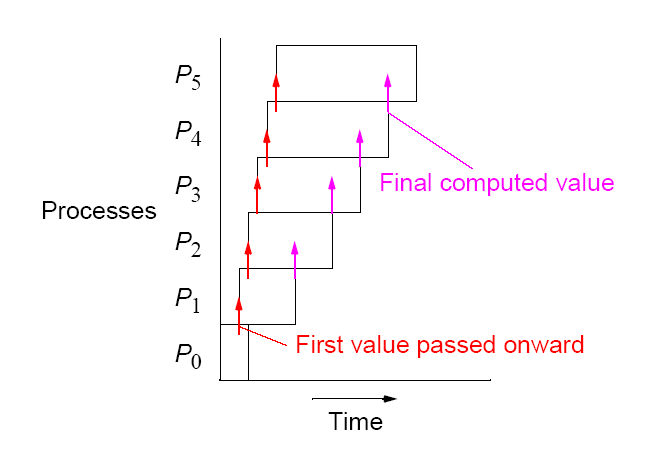 P5
P4
P3
Final computed value
Processes
P2
P1
First value passed onward
P0
Time